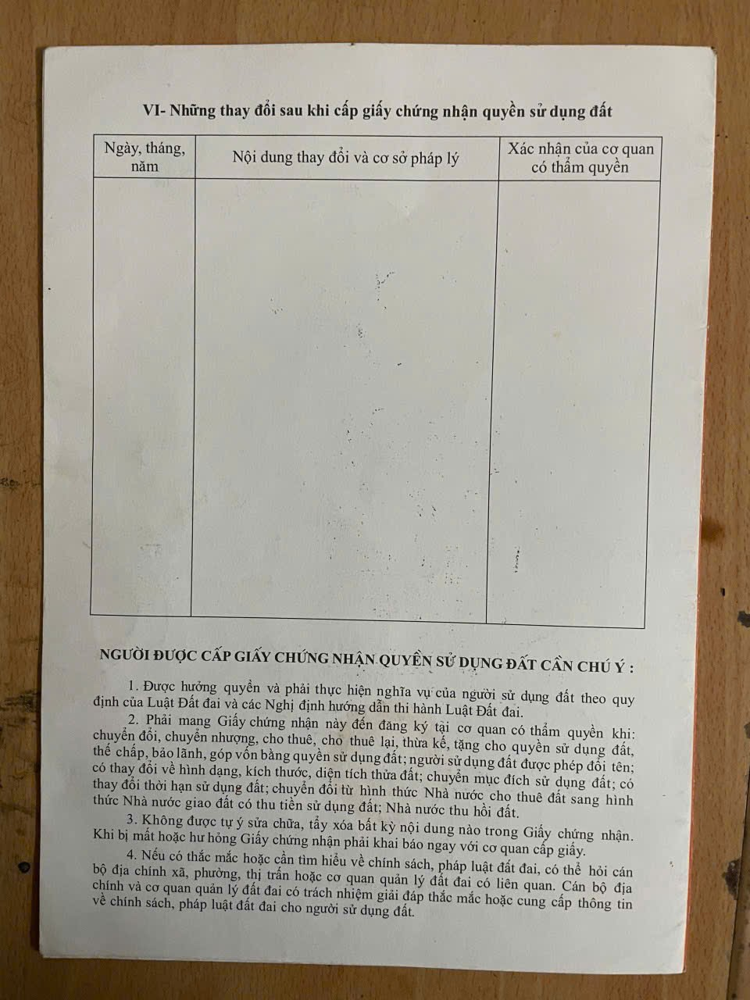 VI- Những thay đổi sau khi cấp giấy chứng nhận quyền sử dụng đất
Ngày, tháng,
năm
Nội dung thay đổi và cơ sở pháp lý
Xác nhận của cơ quan
có thẩm quyền
NGƯỜI ĐƯỢC CẤP GIẤY CHỨNG NHẬN QUYỀN SỬ DỤNG ĐẤT CẦN CHÚ Ý :
1. Được hưởng quyền và phải thực hiện nghĩa vụ của người sử dụng đất theo quy
định của Luật Đất đai và các Nghị định hướng dẫn thi hành Luật Đất đai.
2. Phải mang Giấy chứng nhận này đến đăng ký tại cơ quan có thẩm quyền khi:
chuyển đổi, chuyển nhượng, cho thuê, cho thuê lại, thừa kế, tặng cho quyền sử dụng đất,
thế chấp, bảo lãnh, góp vốn bằng quyền sử dụng đất; người sử dụng đất được phép đổi tên;
có thay đổi về hình dạng, kích thước, diện tích thửa đất; chuyển mục đích sử dụng đất; có
thay đổi thời hạn sử dụng đất; chuyển đổi từ hình thức Nhà nước cho thuê đất sang hình
thức Nhà nước giao đất có thu tiền sử dụng đất; Nhà nước thu hồi đất.
3. Không được tự ý sửa chữa, tẩy xóa bất kỳ nội dung nào trong Giấy chứng nhận.
Khi bị mất hoặc hư hỏng Giấy chứng nhận phải khai báo ngay với cơ quan cấp giấy.
4. Nếu có thắc mắc hoặc cần tìm hiểu về chính sách, pháp luật đất đai, có thể hỏi cán
bộ địa chính xã, phường, thị trấn hoặc cơ quan quản lý đất đai có liên quan. Cán bộ địa
chính và cơ quan quản lý đất đai có trách nhiệm giải đáp thắc mắc hoặc cung cấp thông tin
về chính sách, pháp luật đất đai cho người sử dụng đất.